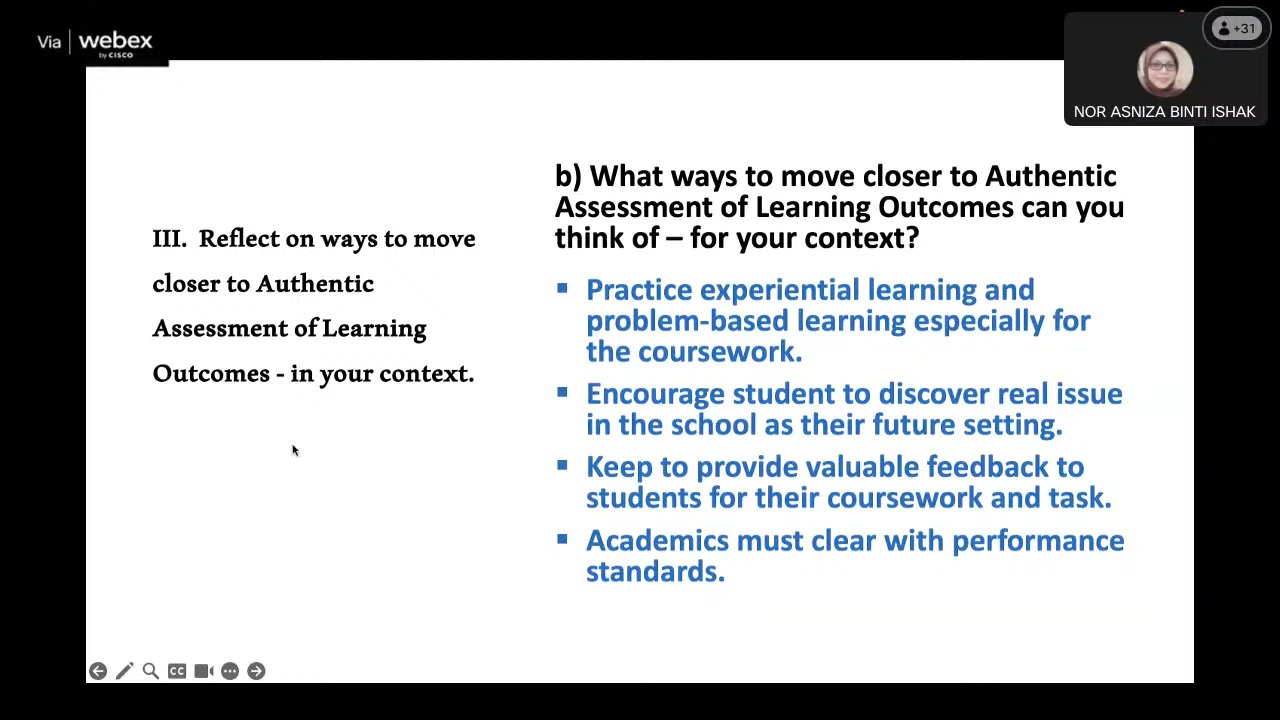 Via webex
by CISCO
+31
NOR ASNIZA BINTI ISHAK
III. Reflect on ways to move
closer to Authentic
Assessment of Learning
Outcomes - in your context.
b) What ways to move closer to Authentic
Assessment of Learning Outcomes can you
think of – for your context?
▪ Practice experiential learning and
problem-based learning especially for
the coursework.
▪ Encourage student to discover real issue
in the school as their future setting.
▪ Keep to provide valuable feedback to
students for their coursework and task.
▪ Academics must clear with performance
standards.
CC